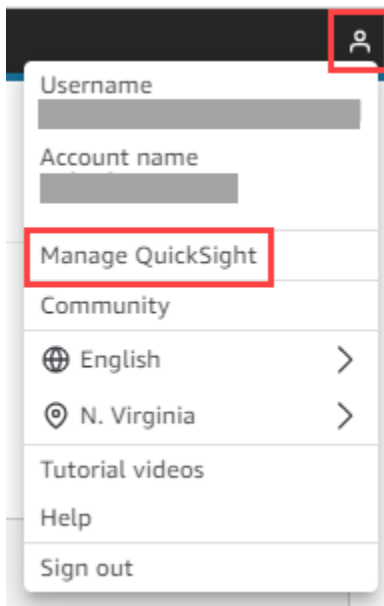 Username
Account name
Manage QuickSight
Community
English
N. Virginia
Tutorial videos
Help
Sign out